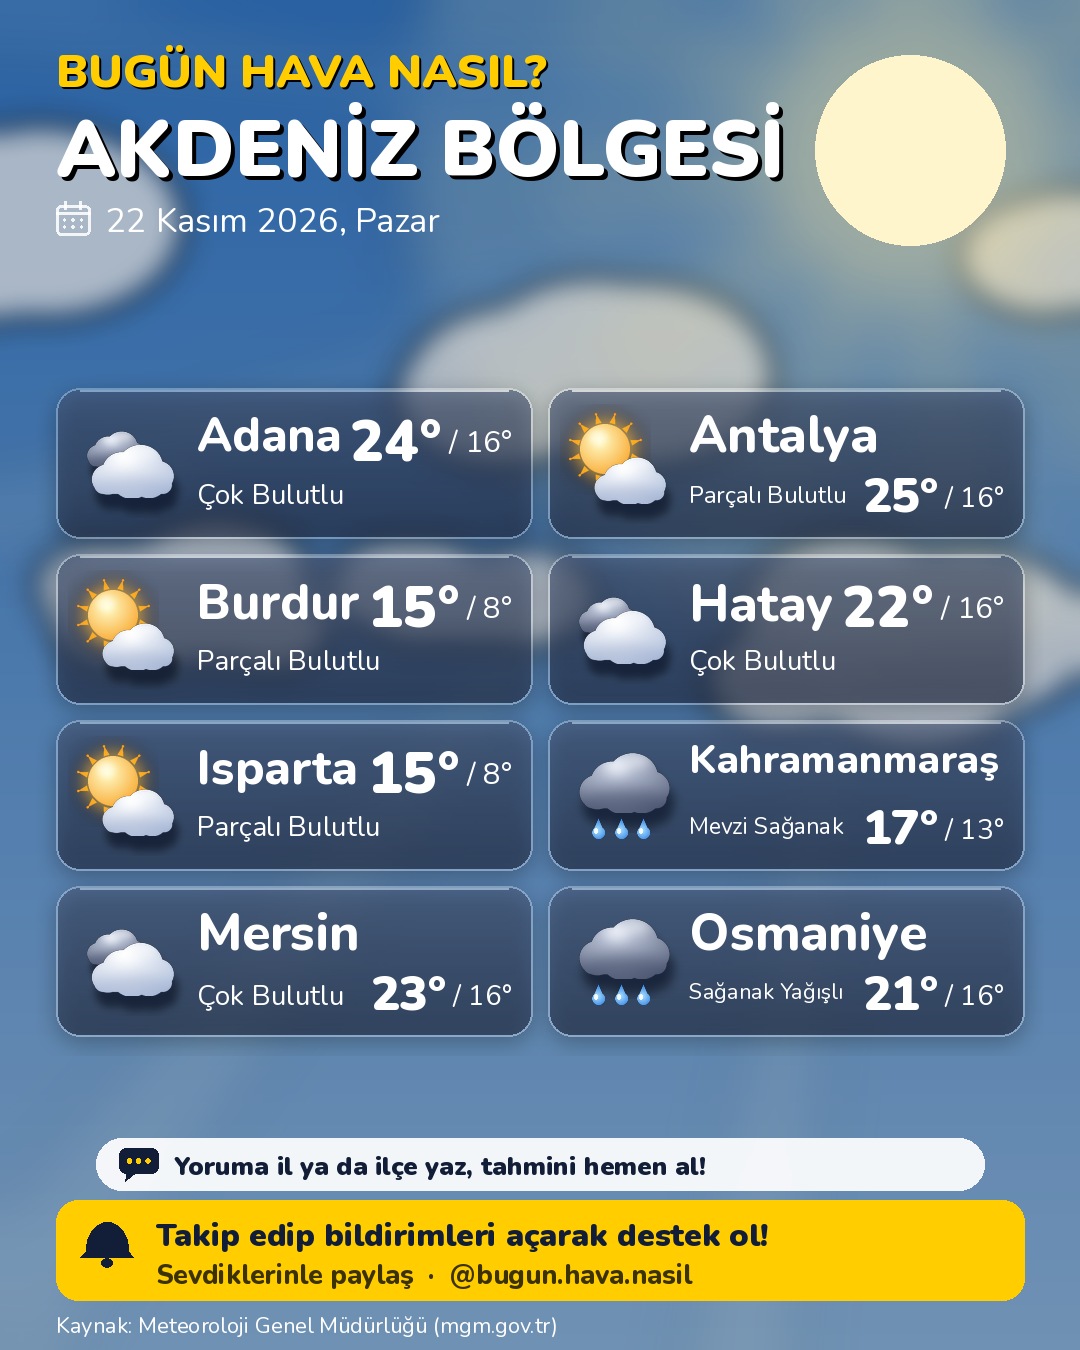 BUGÜN HAVA NASIL?
AKDENİZ BÖLGESİ
22 Kasım 2026, Pazar
Adana 24° / 16°
Çok Bulutlu
Antalya
Parçalı Bulutlu 25° / 16°
Burdur 15° / 8°
Parçalı Bulutlu
Hatay 22° / 16°
Çok Bulutlu
Isparta 15° / 8°
Parçalı Bulutlu
Kahramanmaraş
Mevzi Sağanak 17° / 13°
Mersin
Çok Bulutlu 23° / 16°
Osmaniye
Sağanak Yağışlı 21° / 16°
Yoruma il ya da ilçe yaz, tahmini hemen al!
Takip edip bildirimleri açarak destek ol!
Sevdiklerinle paylaş · @bugun.hava.nasil
Kaynak: Meteoroloji Genel Müdürlüğü (mgm.gov.tr)